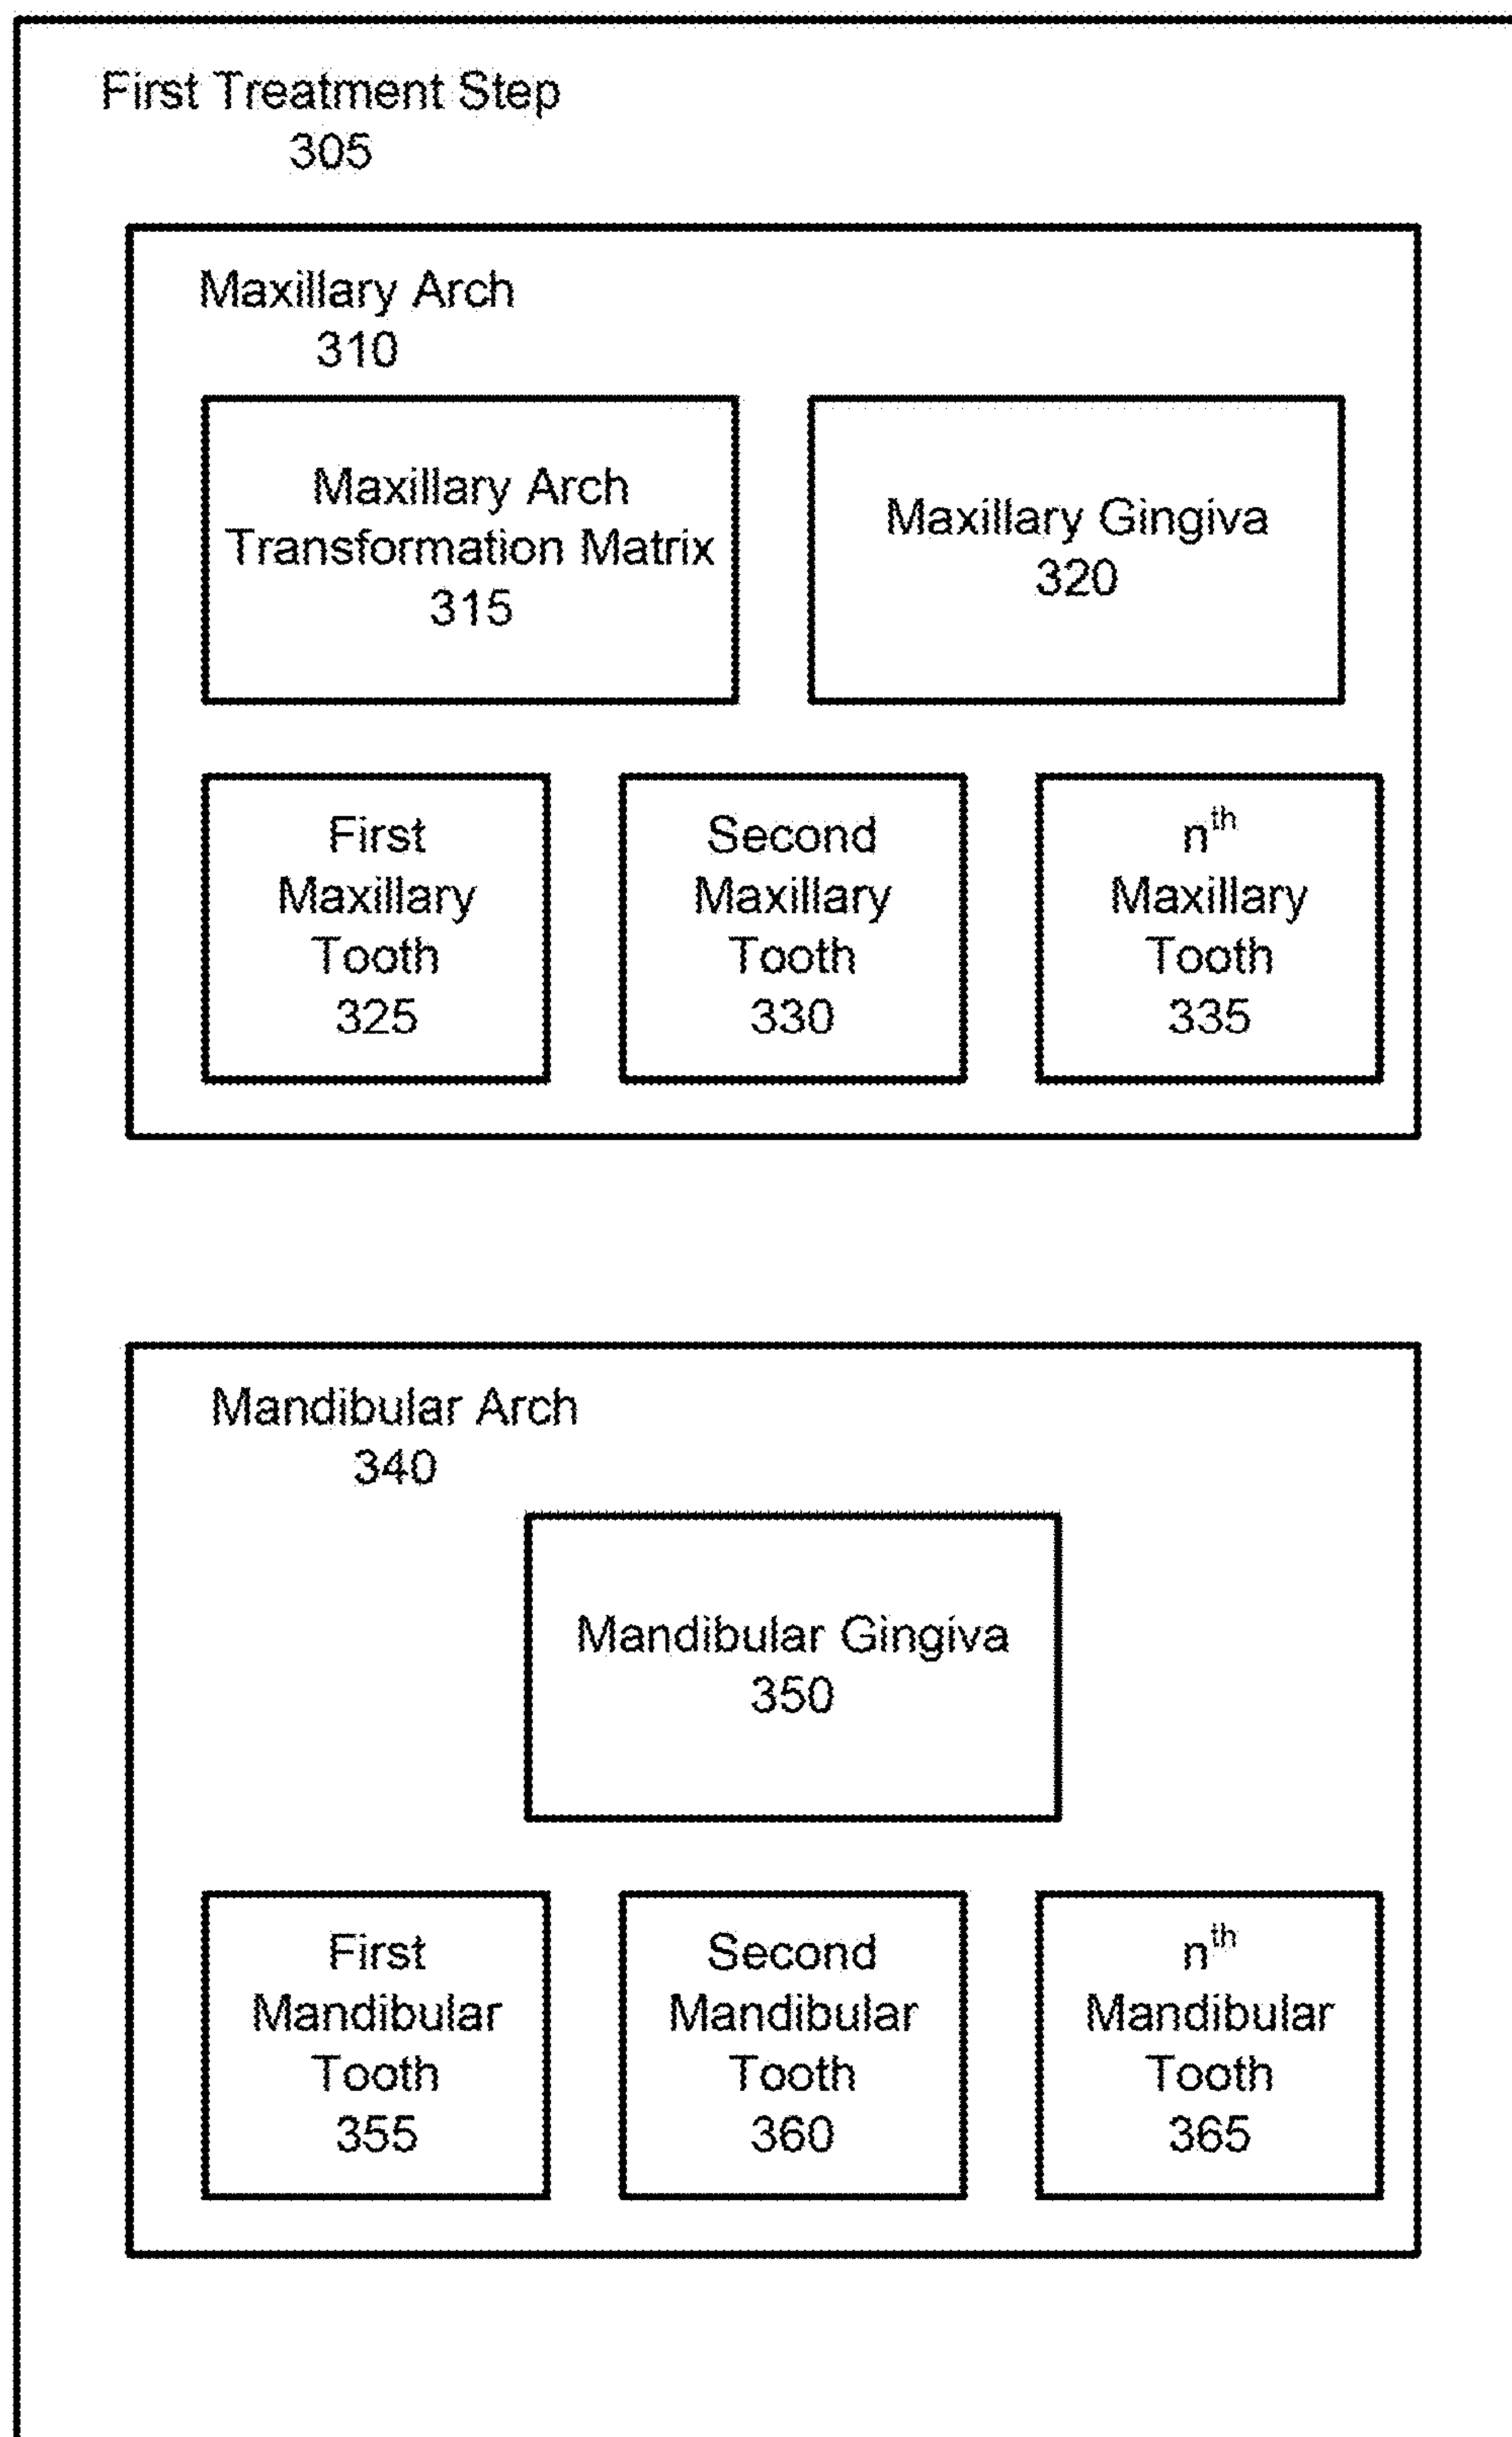 First Treatment Step
305
Maxillary Arch
310
Maxillary Arch
Transformation Matrix
315
Maxillary Gingiva
320
First
Maxillary
Tooth
325
Second
Maxillary
Tooth
330
nth
Maxillary
Tooth
335
Mandibular Arch
340
Mandibular Gingiva
350
First
Mandibular
Tooth
355
Second
Mandibular
Tooth
360
nth
Mandibular
Tooth
365